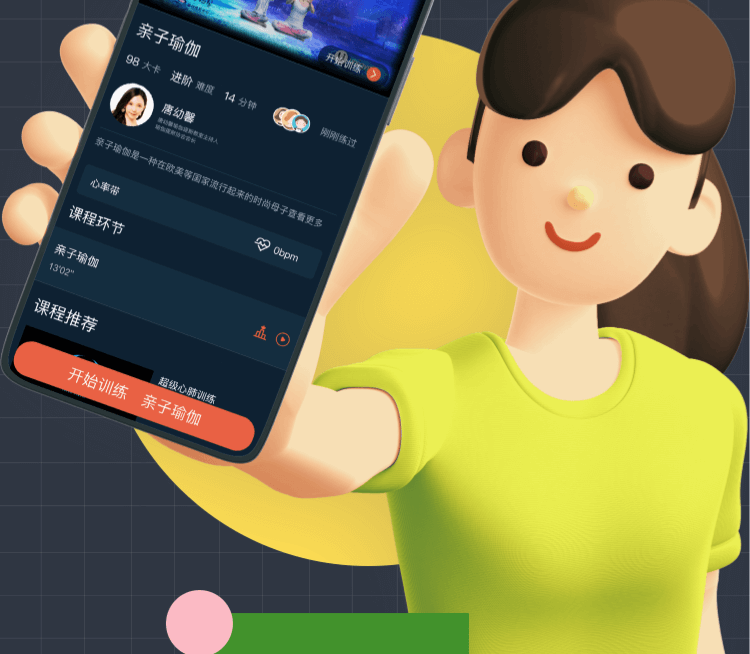 亲子瑜伽
开始训练
98 大卡 进阶 难度 14 分钟
刚刚练过
唐幼馨
亲子瑜伽是一种在欧美等国家流行起来的时尚母子查看更多
心率带
0bpm
课程环节
亲子瑜伽
13'02"
课程推荐
超级心肺训练
开始训练 亲子瑜伽